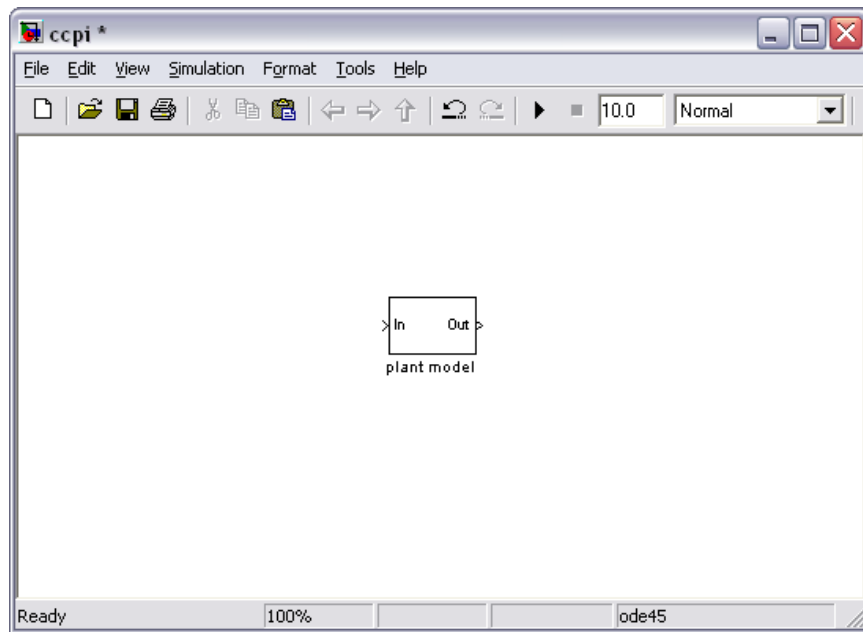 ccpi *
File Edit View Simulation Format Tools Help
10.0 Normal
In Out
plant model
Ready 100% ode45